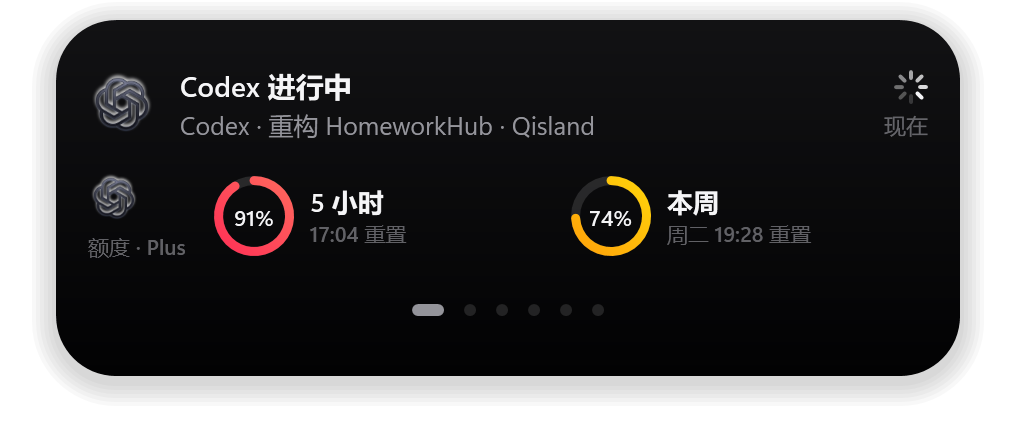 Codex 进行中
Codex · 重构 HomeworkHub · Qisland
现在
91%
5 小时
17:04 重置
74%
本周
周二 19:28 重置
额度 · Plus